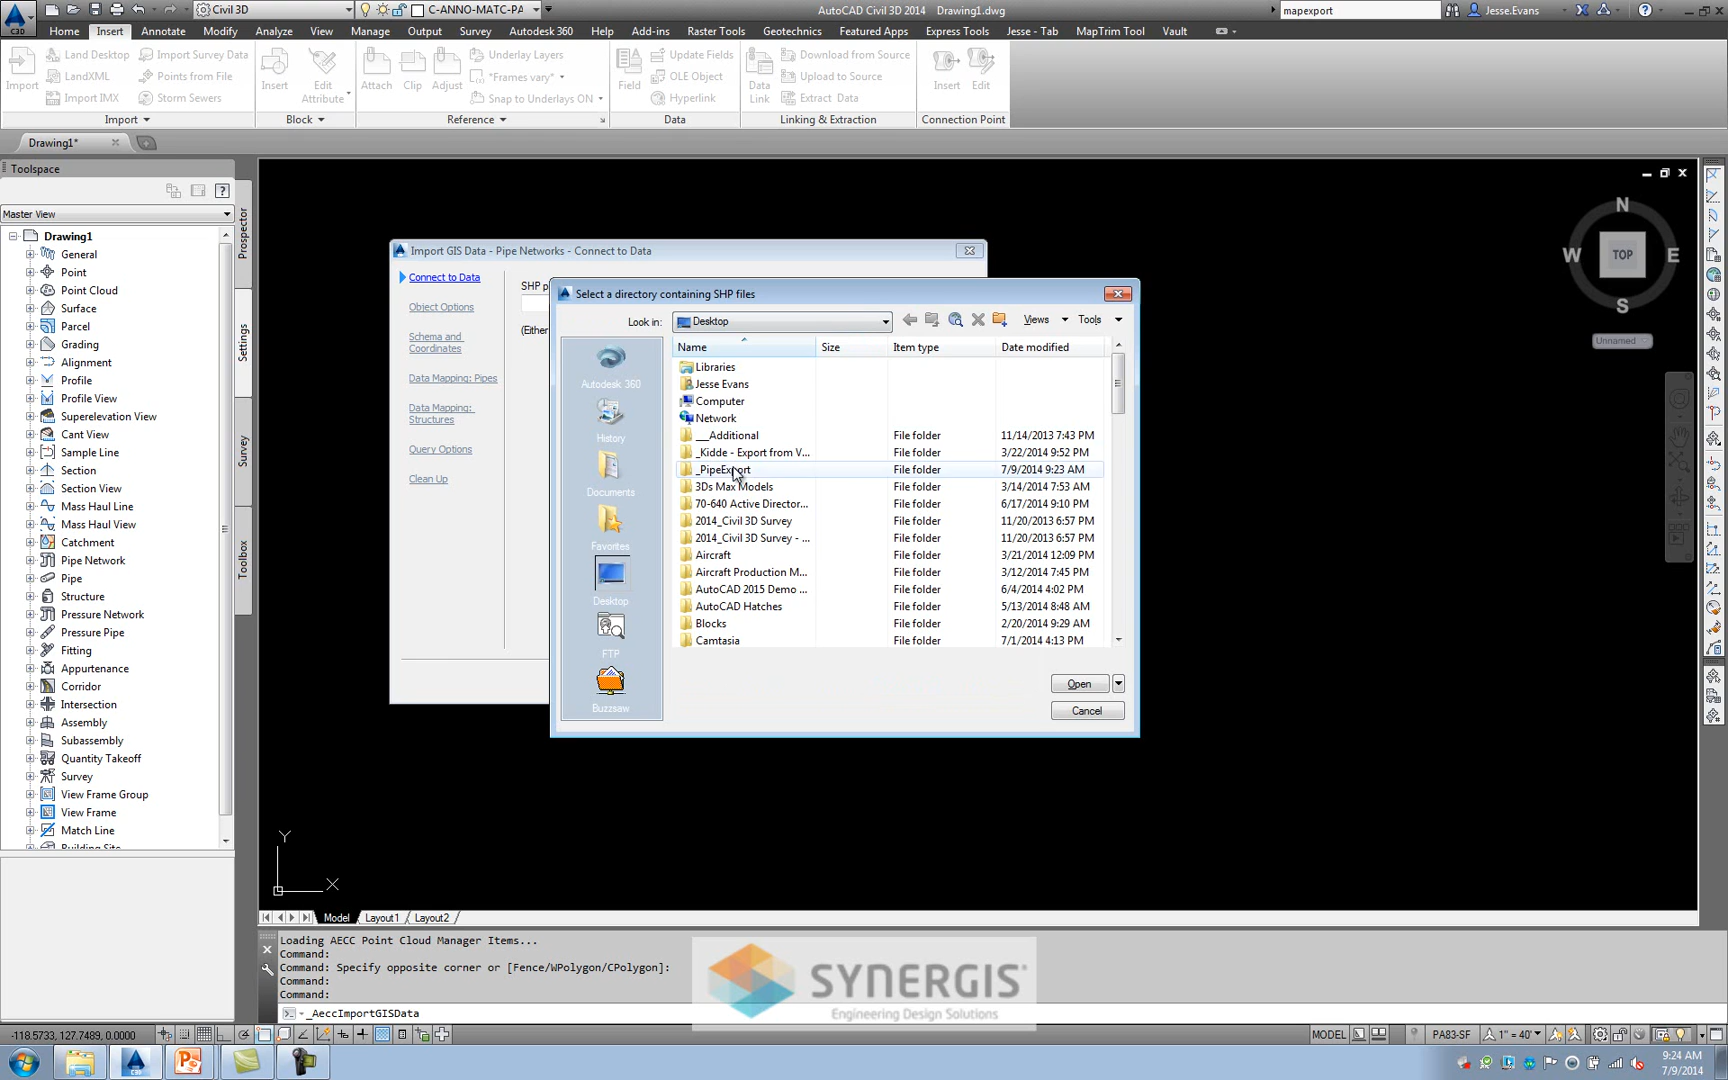 Civil 3D
C-ANNO-MATC-PA
AutoCAD Civil 3D 2014 Drawing1.dwg
mapexport
Jesse.Evans
Home Insert Annotate Modify Analyze View Manage Output Survey Autodesk 360 Help Add-ins Raster Tools Geotechnics Featured Apps Express Tools Jesse - Tab MapTrim Tool Vault
Import
Land Desktop
LandXML
Import IMX
Import Survey Data
Points from File
Storm Sewers
Insert
Edit
Attribute
Attach
Clip
Adjust
Underlay Layers
*Frames vary*
Snap to Underlays ON
Field
Update Fields
OLE Object
Hyperlink
Data
Link
Download from Source
Upload to Source
Extract Data
Insert
Edit
Import
Block
Reference
Data
Linking & Extraction
Connection Point
Drawing1*
Toolspace
Master View
Drawing1
General
Point
Point Cloud
Surface
Parcel
Grading
Alignment
Profile
Profile View
Superelevation View
Cant View
Sample Line
Section
Section View
Mass Haul Line
Mass Haul View
Catchment
Pipe Network
Pipe
Structure
Pressure Network
Pressure Pipe
Fitting
Appurtenance
Corridor
Intersection
Assembly
Subassembly
Quantity Takeoff
Survey
View Frame Group
View Frame
Match Line
Building Site
Prospector
Settings
Survey
Toolbox
N
W
TOP
E
S
Unnamed
Import GIS Data - Pipe Networks - Connect to Data
Connect to Data
Object Options
Schema and
Coordinates
Data Mapping: Pipes
Data Mapping:
Structures
Query Options
Clean Up
SHP p
(Either
Select a directory containing SHP files
Look in: Desktop
Views
Tools
Autodesk 360
History
Documents
Favorites
Desktop
FTP
Buzzsaw
Name Size Item type Date modified
Libraries
Jesse Evans
Computer
Network
___Additional File folder 11/14/2013 7:43 PM
_Kidde - Export from V... File folder 3/22/2014 9:52 PM
_PipeExport File folder 7/9/2014 9:23 AM
3Ds Max Models File folder 3/14/2014 7:53 AM
70-640 Active Director... File folder 6/17/2014 9:10 PM
2014_Civil 3D Survey File folder 11/20/2013 6:57 PM
2014_Civil 3D Survey - ... File folder 11/20/2013 6:57 PM
Aircraft File folder 3/21/2014 12:09 PM
Aircraft Production M... File folder 3/12/2014 7:45 PM
AutoCAD 2015 Demo ... File folder 6/4/2014 4:02 PM
AutoCAD Hatches File folder 5/13/2014 8:48 AM
Blocks File folder 2/20/2014 9:29 AM
Camtasia File folder 7/1/2014 4:13 PM
Open
Cancel
Y
X
Model Layout1 Layout2
Loading AECC Point Cloud Manager Items...
Command:
Command: Specify opposite corner or [Fence/WPolygon/CPolygon]:
Command:
Command:
_AeccImportGISData
SYNERGIS
Engineering Design Solutions
-118.5733, 127.7489, 0.0000
MODEL
PA83-SF
1" = 40'
9:24 AM
7/9/2014